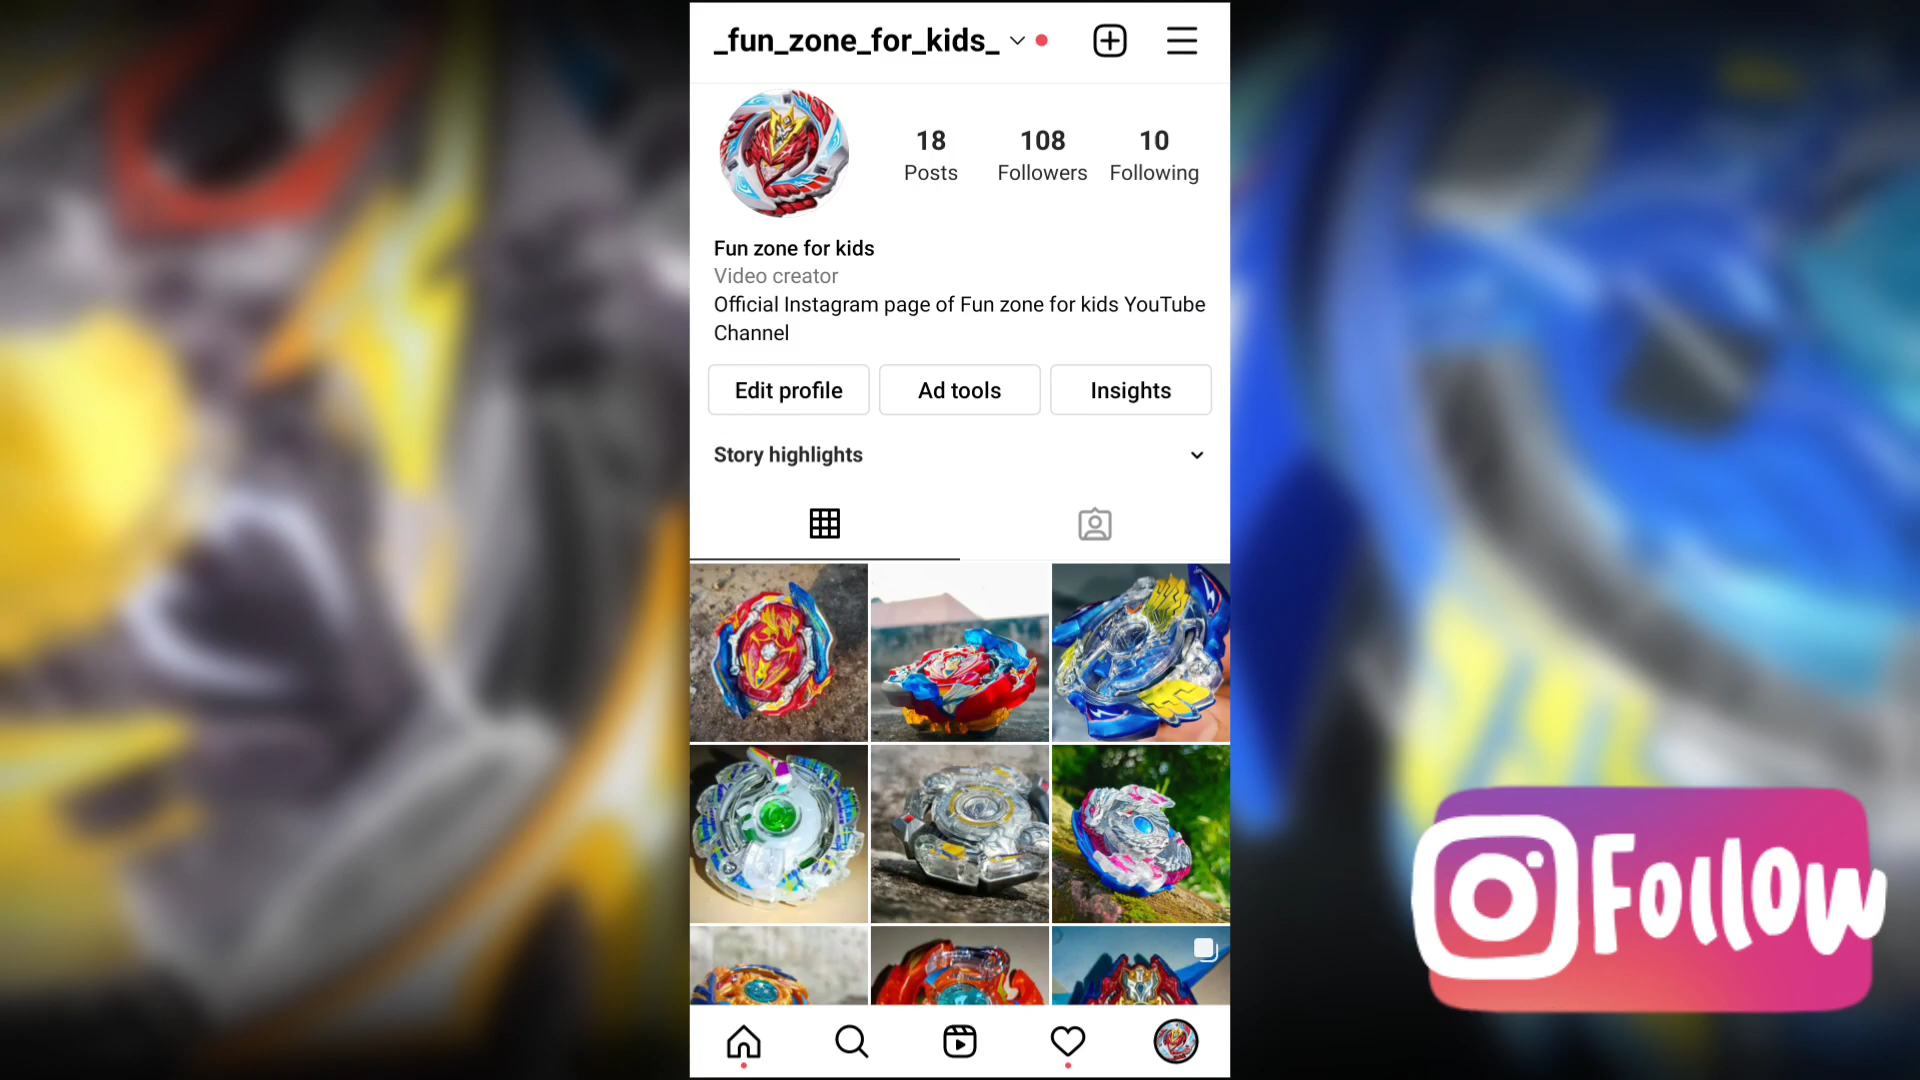 _fun_zone_for_kids_
18 108 10
Posts Followers Following
Fun zone for kids
Video creator
Official Instagram page of Fun zone for kids YouTube
Channel
Edit profile Ad tools Insights
Story highlights
Follow